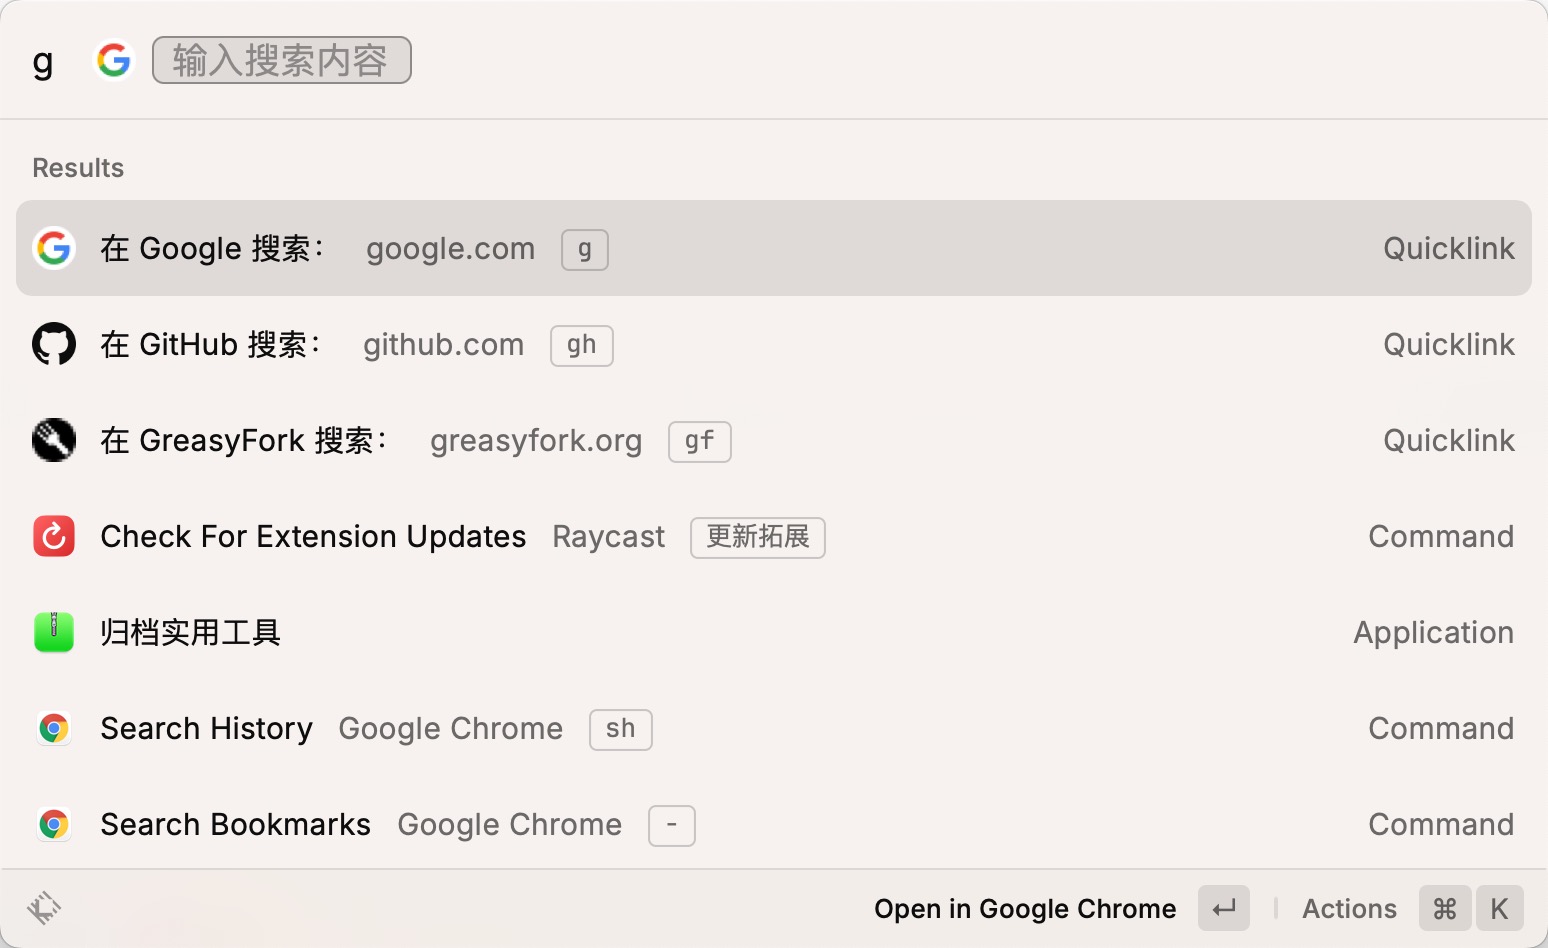 g 输入搜索内容
Results
在 Google 搜索： google.com g Quicklink
在 GitHub 搜索： github.com gh Quicklink
在 GreasyFork 搜索： greasyfork.org gf Quicklink
Check For Extension Updates Raycast 更新拓展 Command
归档实用工具 Application
Search History Google Chrome sh Command
Search Bookmarks Google Chrome - Command
Open in Google Chrome ↵ Actions ⌘ K